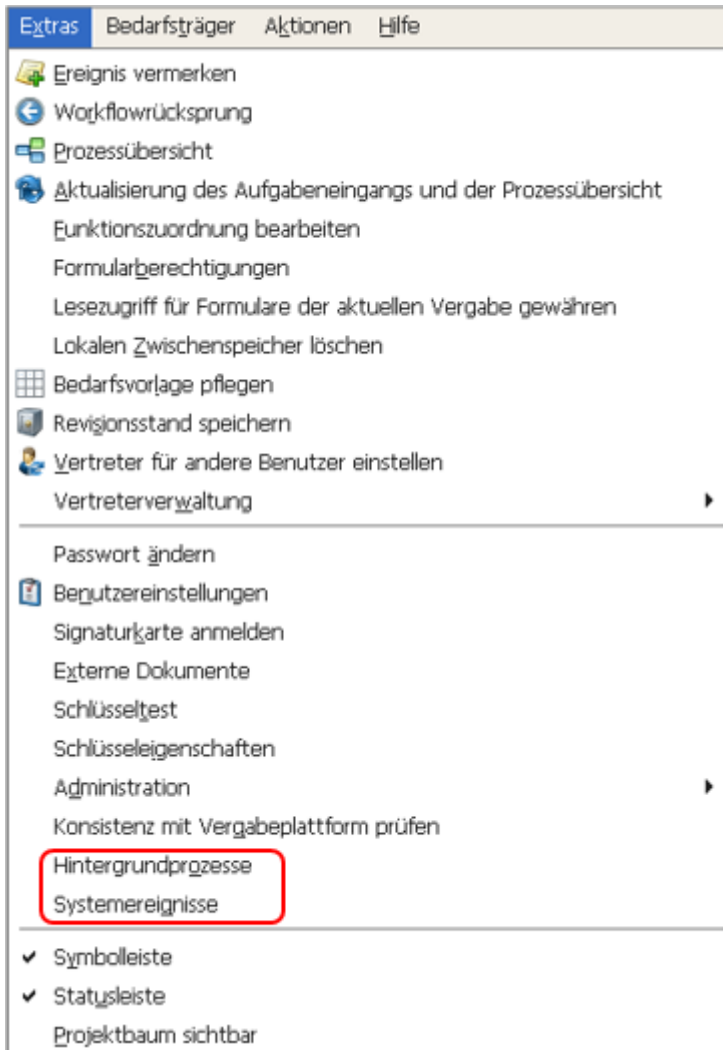 Extras Bedarfsträger Aktionen Hilfe
Ereignis vermerken
Workflowrücksprung
Prozessübersicht
Aktualisierung des Aufgabeneingangs und der Prozessübersicht
Funktionszuordnung bearbeiten
Formularberechtigungen
Lesezugriff für Formulare der aktuellen Vergabe gewähren
Lokalen Zwischenspeicher löschen
Bedarfsvorlage pflegen
Revisionsstand speichern
Vertreter für andere Benutzer einstellen
Vertreterverwaltung
Passwort ändern
Benutzereinstellungen
Signaturkarte anmelden
Externe Dokumente
Schlüsseltest
Schlüsseleigenschaften
Administration
Konsistenz mit Vergabeplattform prüfen
Hintergrundprozesse
Systemereignisse
Symbolleiste
Statusleiste
Projektbaum sichtbar